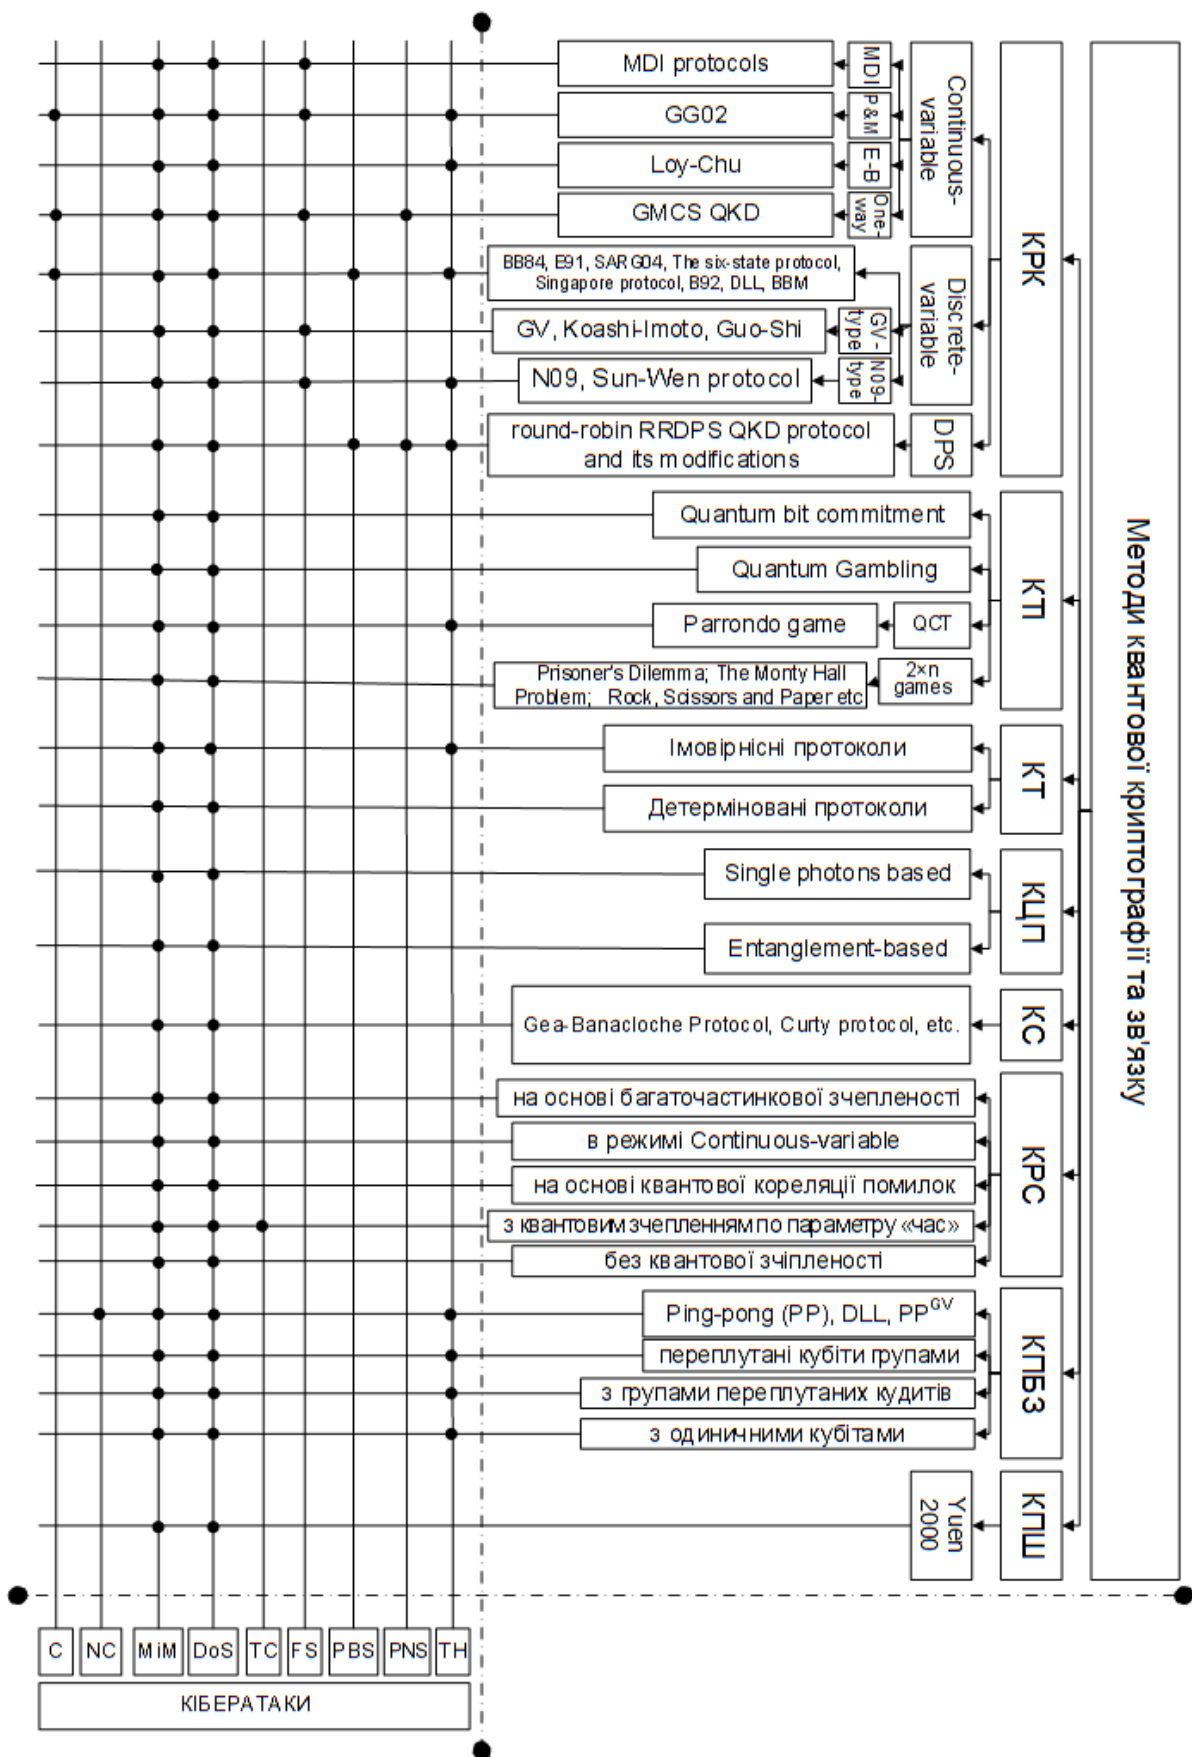 Методи квантової криптографії та зв'язку
КРК
Continuous-
variable
MDI
MDI protocols
P&M
GG02
E-B
Loy-Chu
One-
way
GMCS QKD
Discrete-
variable
BB84, E91, SARG04, The six-state protocol,
Singapore protocol, B92, DLL, BBM
GV-
type
GV, Koashi-Imoto, Guo-Shi
N09-
type
N09, Sun-Wen protocol
DPS
round-robin RRDPS QKD protocol
and its modifications
КТІ
Quantum bit commitment
Quantum Gambling
QCT
Parrondo game
2×n
games
Prisoner's Dilemma; The Monty Hall
Problem; Rock, Scissors and Paper etc
КТ
Імовірнісні протоколи
Детерміновані протоколи
КЦП
Single photons based
Entanglement-based
КС
Gea-Banacloche Protocol, Curty protocol, etc.
КРС
на основі багаточастинкової зчепленості
в режимі Continuous-variable
на основі квантової кореляції помилок
з квантовим зчепленням по параметру «час»
без квантової зчіпленості
КПБЗ
Ping-pong (PP), DLL, PP^GV
переплутані кубіти групами
з групами переплутаних кудитів
з одиничними кубітами
КПШ
Yuen
2000
C
NC
MiM
DoS
TC
FS
PBS
PNS
TH
КІБЕРАТАКИ